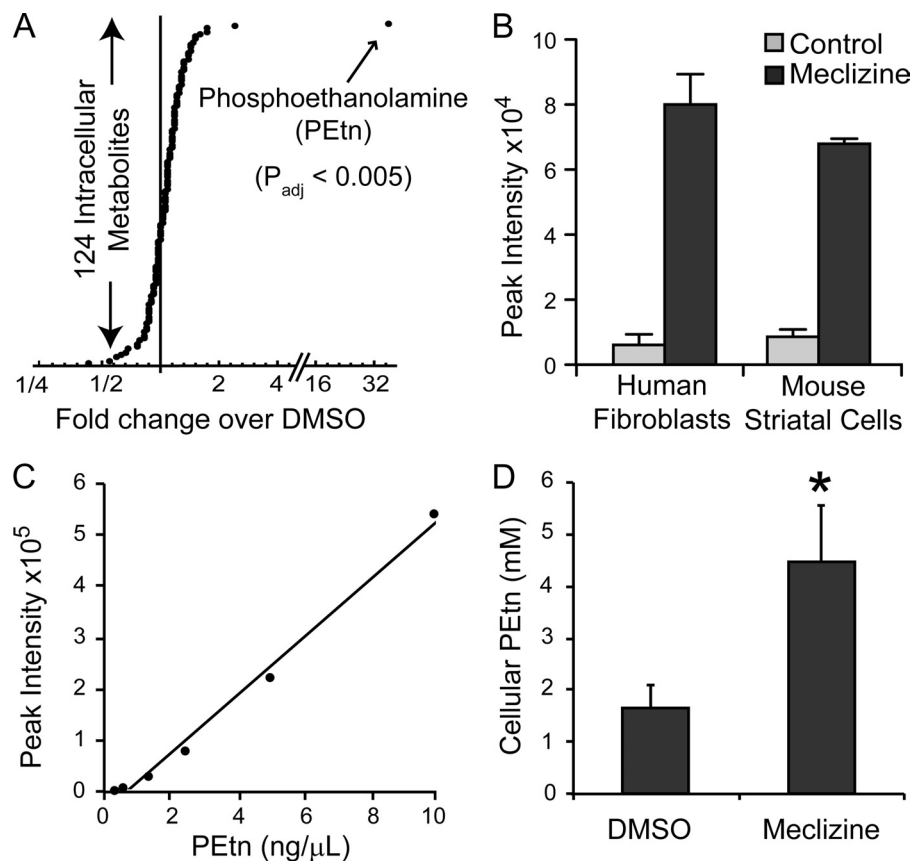 A
124 Intracellular
Metabolites
Phosphoethanolamine
(PEtn)
(Padj < 0.005)
1/4 1/2 2 4 16 32
Fold change over DMSO
B
Control
Meclizine
Peak Intensity x10⁴
10
8
6
4
2
0
Human
Fibroblasts
Mouse
Striatal Cells
C
Peak Intensity x10⁵
6
5
4
3
2
1
0
0 2 4 6 8 10
PEtn (ng/µL)
D
Cellular PEtn (mM)
6
5
4
3
2
1
0
*
DMSO Meclizine